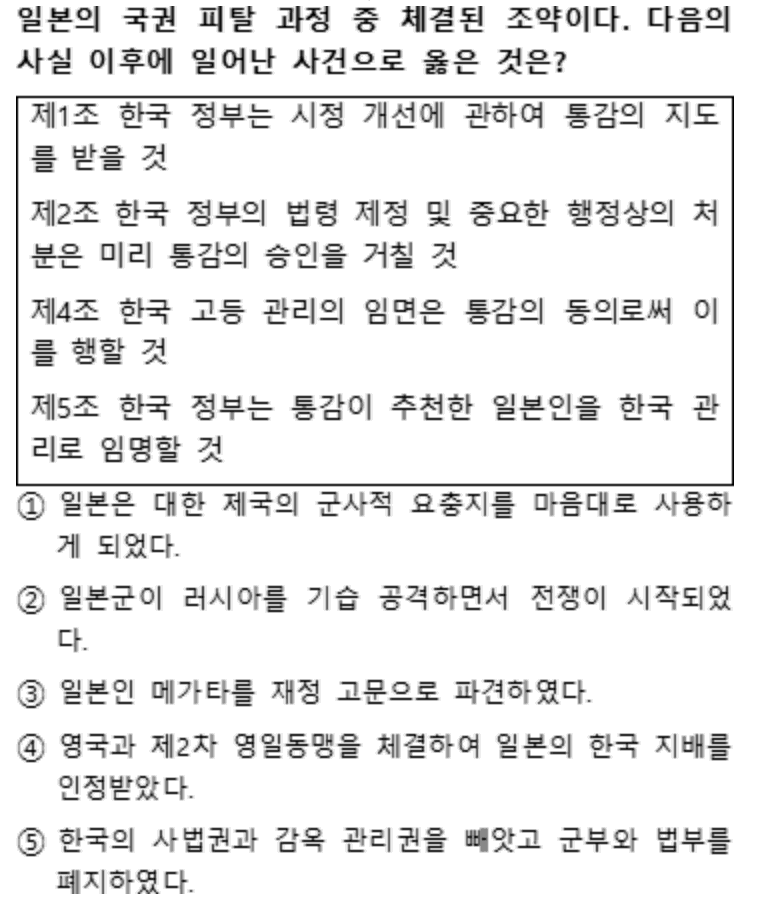 일본의 국권 피탈 과정 중 체결된 조약이다. 다음의
사실 이후에 일어난 사건으로 옳은 것은?
제1조 한국 정부는 시정 개선에 관하여 통감의 지도
를 받을 것
제2조 한국 정부의 법령 제정 및 중요한 행정상의 처
분은 미리 통감의 승인을 거칠 것
제4조 한국 고등 관리의 임면은 통감의 동의로써 이
를 행할 것
제5조 한국 정부는 통감이 추천한 일본인을 한국 관
리로 임명할 것
① 일본은 대한 제국의 군사적 요충지를 마음대로 사용하
게 되었다.
② 일본군이 러시아를 기습 공격하면서 전쟁이 시작되었
다.
③ 일본인 메가타를 재정 고문으로 파견하였다.
④ 영국과 제2차 영일동맹을 체결하여 일본의 한국 지배를
인정받았다.
⑤ 한국의 사법권과 감옥 관리권을 빼앗고 군부와 법부를
폐지하였다.